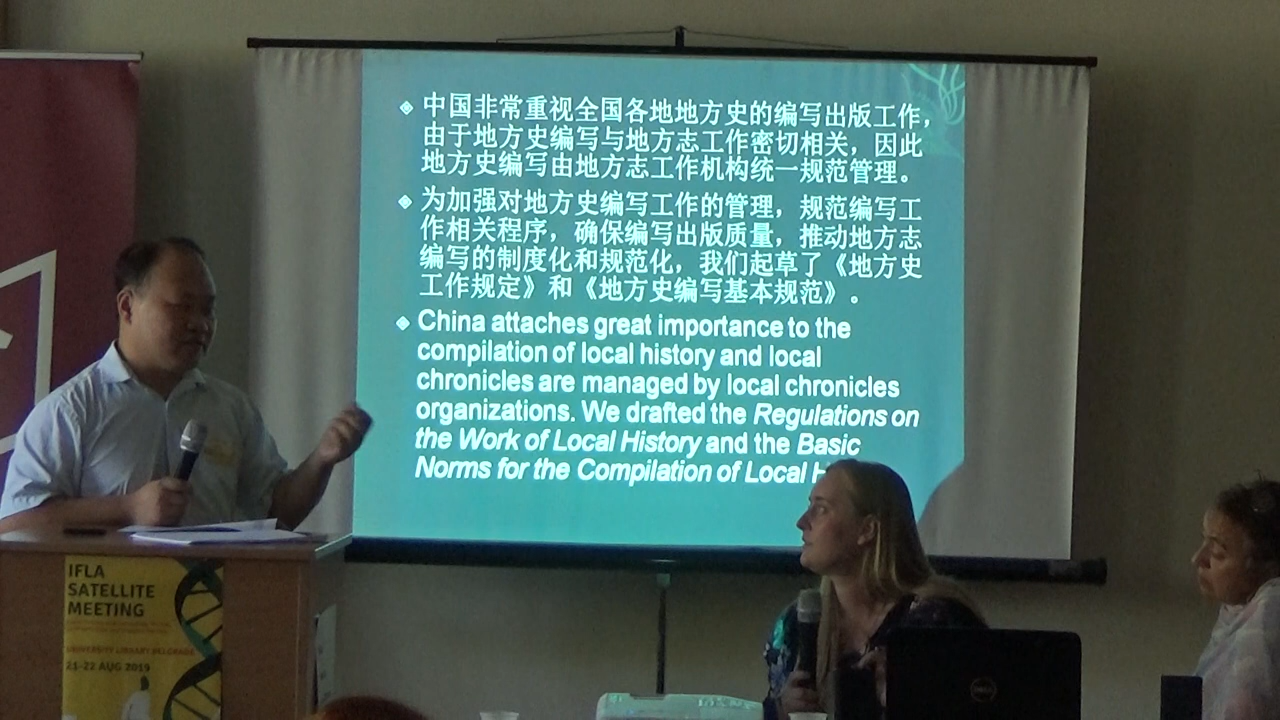 中国非常重视全国各地地方史的编写出版工作，
由于地方史编写与地方志工作密切相关，因此
地方史编写由地方志工作机构统一规范管理。
为加强对地方史编写工作的管理，规范编写工
作相关程序，确保编写出版质量，推动地方志
编写的制度化和规范化，我们起草了《地方史
工作规定》和《地方史编写基本规范》。
China attaches great importance to the
compilation of local history and local
chronicles are managed by local chronicles
organizations. We drafted the Regulations on
the Work of Local History and the Basic
Norms for the Compilation of Local
IFLA
SATELLITE
MEETING
UNIVERSITY LIBRARY BELGRADE
21-22 AUG 2019
DELL